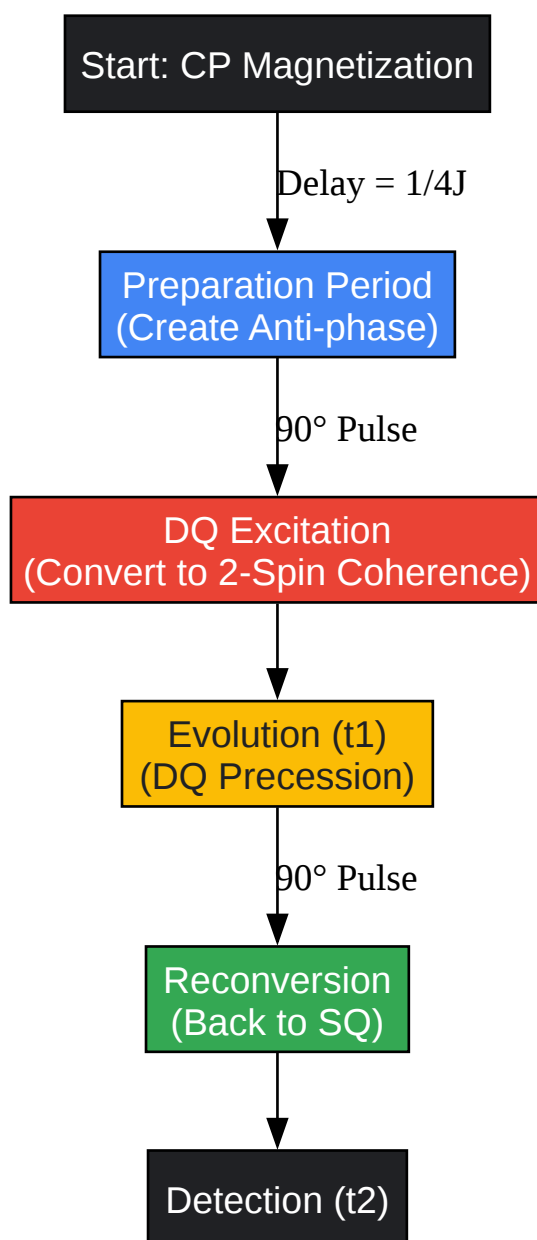 Start: CP Magnetization
Delay = 1/4J
Preparation Period
(Create Anti-phase)
90° Pulse
DQ Excitation
(Convert to 2-Spin Coherence)
Evolution (t1)
(DQ Precession)
90° Pulse
Reconversion
(Back to SQ)
Detection (t2)